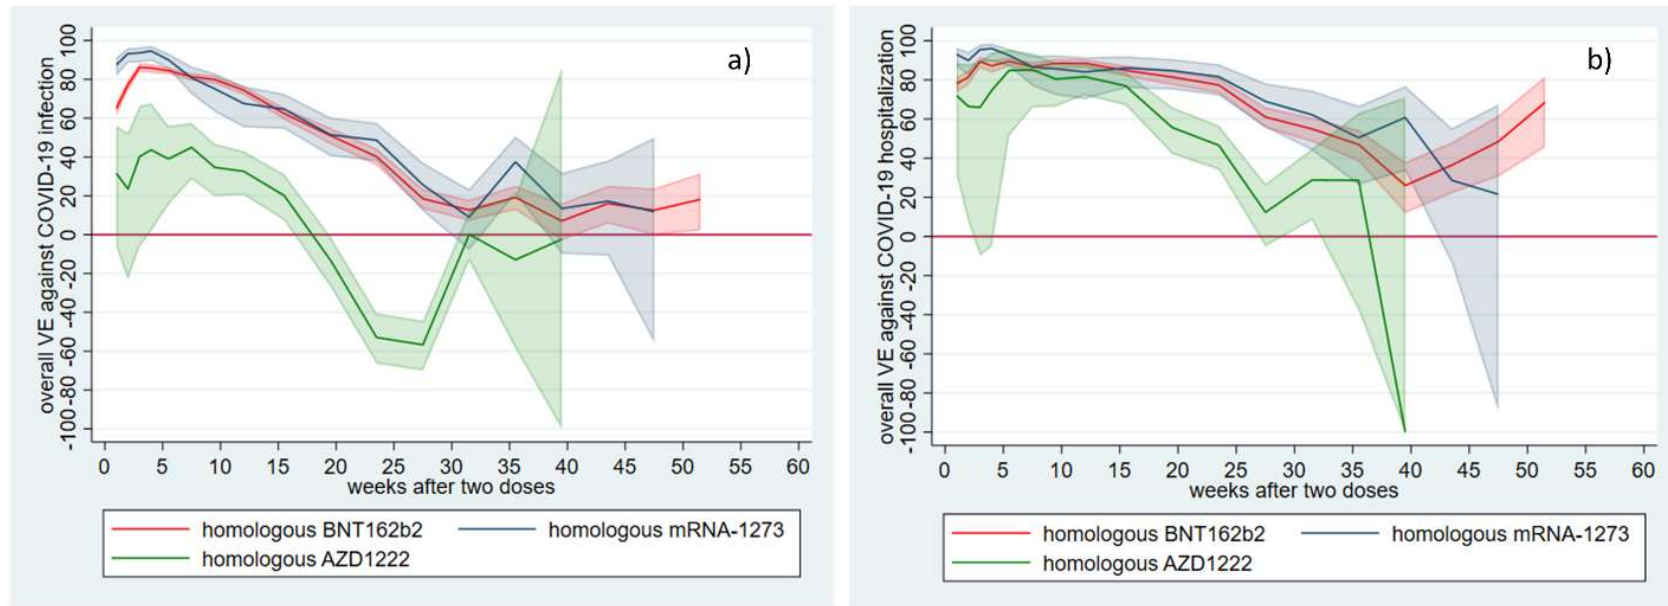 a)
overall VE against COVID-19 infection
100
80
60
40
20
0
-20
-40
-60
-80
-100
0 5 10 15 20 25 30 35 40 45 50 55 60
weeks after two doses
homologous BNT162b2 homologous mRNA-1273
homologous AZD1222
b)
overall VE against COVID-19 hospitalization
100
80
60
40
20
0
-20
-40
-60
-80
-100
0 5 10 15 20 25 30 35 40 45 50 55 60
weeks after two doses
homologous BNT162b2 homologous mRNA-1273
homologous AZD1222